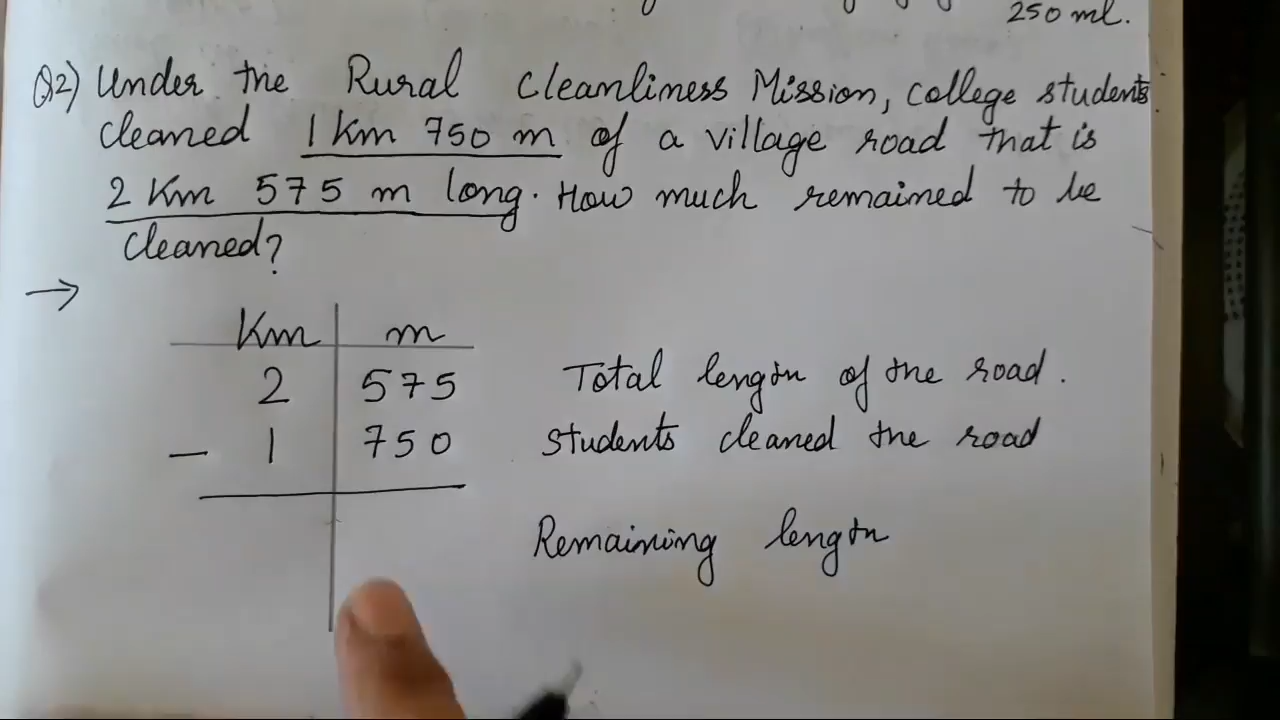 250 ml.
Q2) Under the Rural Cleanliness Mission, college students
cleaned 1 Km 750 m of a village road that is
2 Km 575 m long. How much remained to be
cleaned?
→
Km m
2 575 Total length of the road.
- 1 750 students cleaned the road
Remaining length